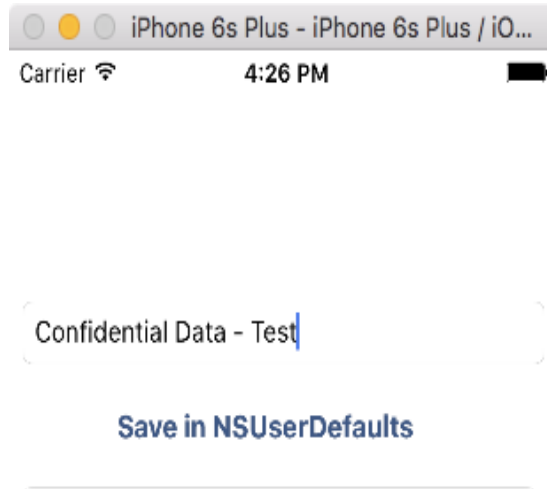 iPhone 6s Plus - iPhone 6s Plus / iO...
Carrier 4:26 PM
Confidential Data - Test
Save in NSUserDefaults